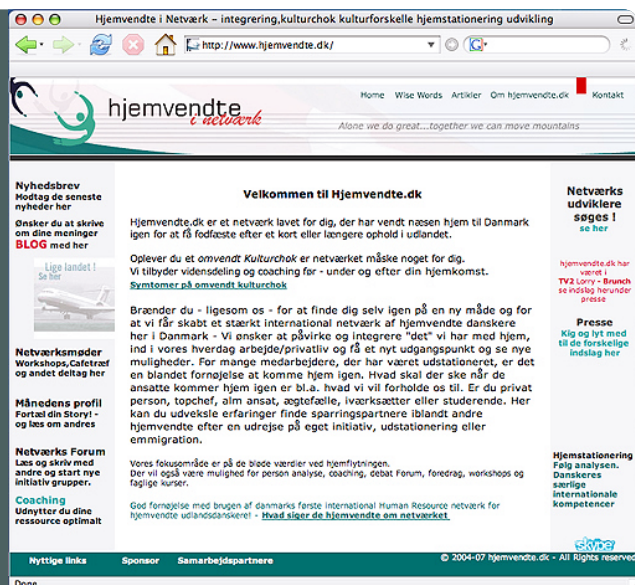 Hjemvendte i Netværk – integrering,kulturchok kulturforskelle hjemstationering udvikling
http://www.hjemvendte.dk/
hjemvendte
i netværk
Home Wise Words Artikler Om hjemvendte.dk Kontakt
Alone we do great...together we can move mountains
Nyhedsbrev
Modtag de seneste
nyheder her
Ønsker du at skrive
om dine meninger
BLOG med her
Lige landet !
Se her
Netværksmøder
Workshops,Cafetræf
og andet deltag her
Månedens profil
Fortæl din Story! -
og læs om andres
Netværks Forum
Læs og skriv med
andre og start nye
initiativ grupper.
Coaching
Udnytter du dine
ressource optimalt
Velkommen til Hjemvendte.dk
Hjemvendte.dk er et netværk lavet for dig, der har vendt næsen hjem til Danmark
igen for at få fodfæste efter et kort eller længere ophold i udlandet.
Oplever du et omvendt Kulturchok er netværket måske noget for dig.
Vi tilbyder vidensdeling og coaching før - under og efter din hjemkomst.
Symtomer på omvendt kulturchok
Brænder du - ligesom os - for at finde dig selv igen på en ny måde og for
at vi får skabt et stærkt international netværk af hjemvendte danskere
her i Danmark - Vi ønsker at påvirke og integrere "det" vi har med hjem,
ind i vores hverdag arbejde/privatliv og få et nyt udgangspunkt og se nye
muligheder. For mange medarbejdere, der har været udstationeret, er det
en blandet fornøjelse at komme hjem igen. Hvad skal der ske når de
ansatte kommer hjem igen er bl.a. hvad vi vil forholde os til. Er du privat
person, topchef, alm ansat, ægtefælle, iværksætter eller studerende. Her
kan du udveksle erfaringer finde sparringspartnere iblandt andre
hjemvendte efter en udrejse på eget initiativ, udstationering eller
emmigration.
Vores fokusområde er på de bløde værdier ved hjemflytningen.
Der vil også være mulighed for person analyse, coaching, debat Forum, foredrag, workshops og
faglige kurser.
God fornøjelse med brugen af danmarks første international Human Resource netværk for
hjemvendte udlandsdanskere! - Hvad siger de hjemvendte om netværket
Netværks
udviklere
søges !
se her
hjemvendte.dk har
været i
TV2 Lorry - Brunch
se indslag herunder
presse
Presse
Kig og lyt med
til de forskelige
indslag her
Hjemstationering
Følg analysen.
Danskeres
særlige
internationale
kompetencer
skype
Nyttige links Sponsor Samarbejdspartnere
© 2004-07 hjemvendte.dk - All Rights reserved
Done